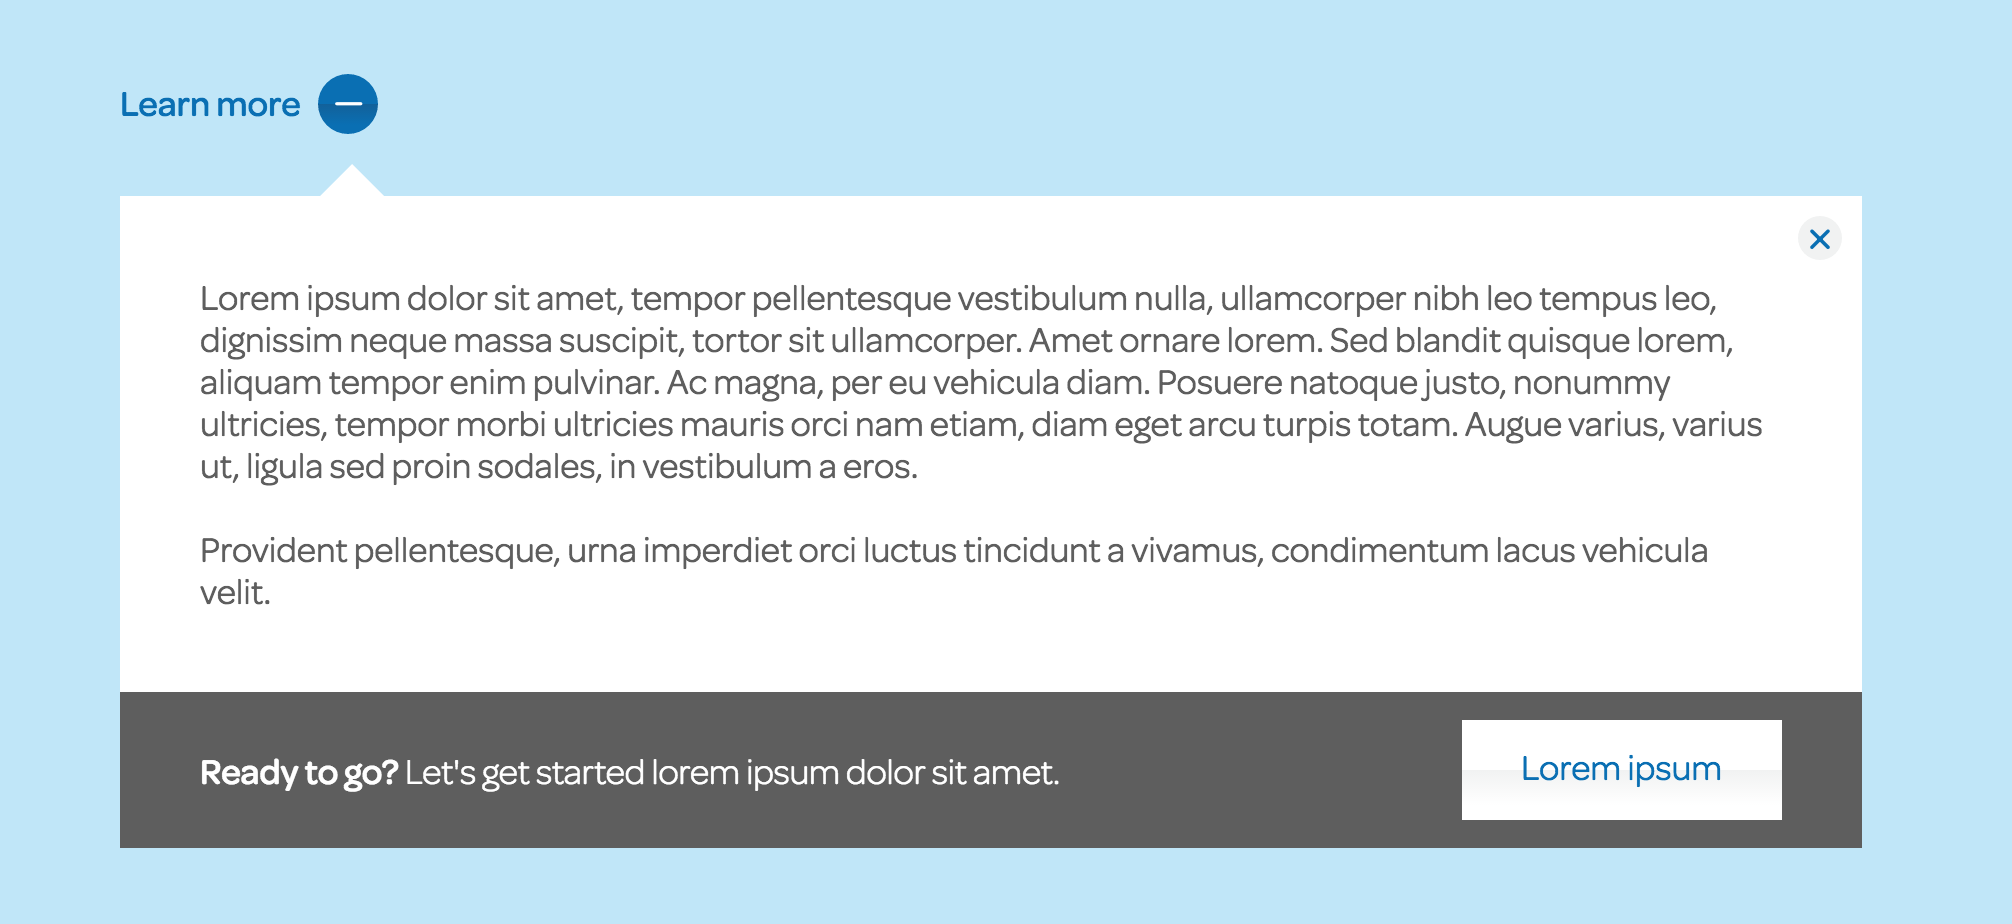 Learn more
Lorem ipsum dolor sit amet, tempor pellentesque vestibulum nulla, ullamcorper nibh leo tempus leo,
dignissim neque massa suscipit, tortor sit ullamcorper. Amet ornare lorem. Sed blandit quisque lorem,
aliquam tempor enim pulvinar. Ac magna, per eu vehicula diam. Posuere natoque justo, nonummy
ultricies, tempor morbi ultricies mauris orci nam etiam, diam eget arcu turpis totam. Augue varius, varius
ut, ligula sed proin sodales, in vestibulum a eros.
Provident pellentesque, urna imperdiet orci luctus tincidunt a vivamus, condimentum lacus vehicula
velit.
Ready to go? Let's get started lorem ipsum dolor sit amet.
Lorem ipsum